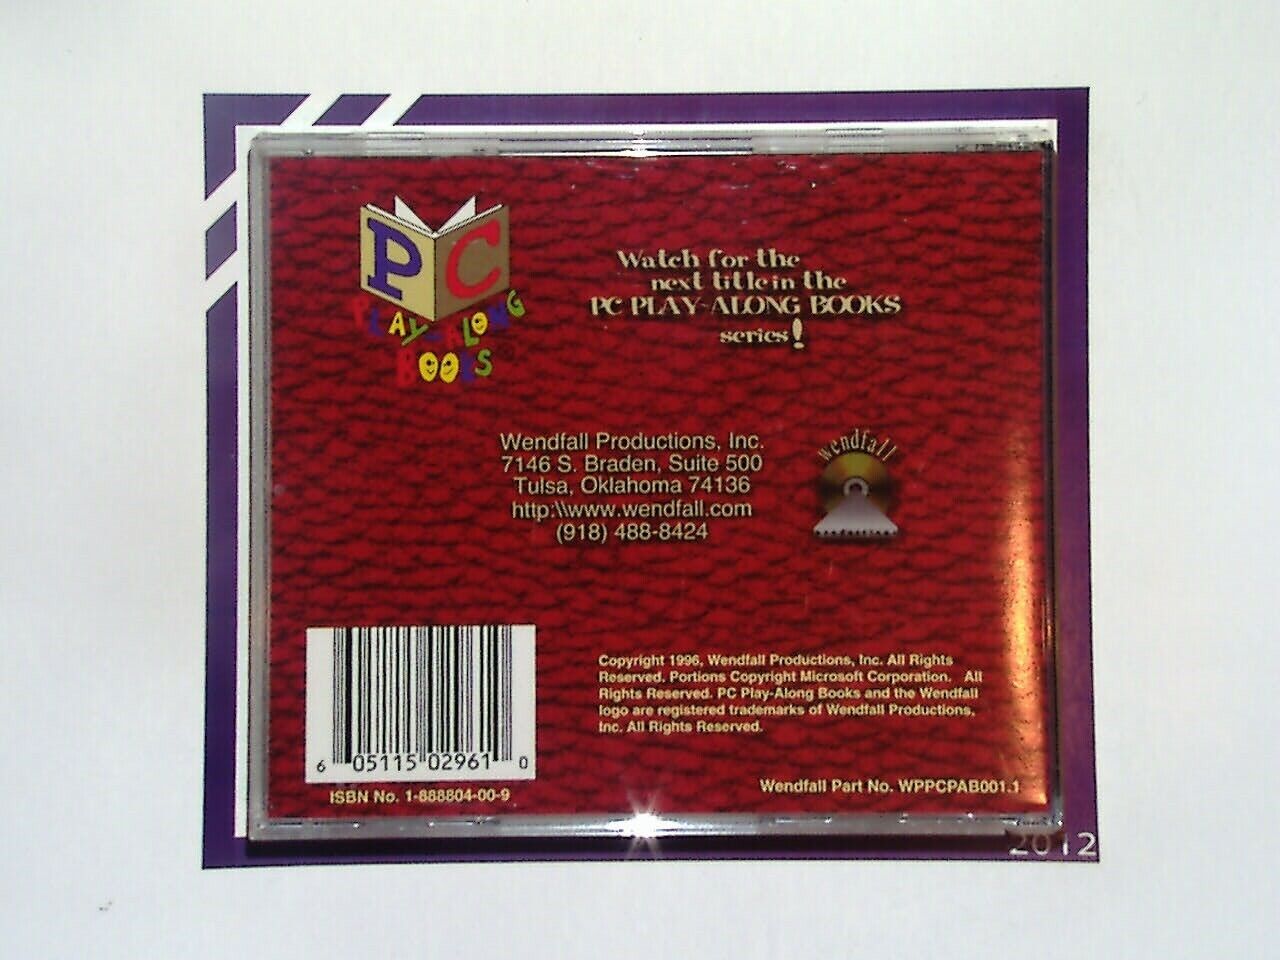 PC
PLAY-ALONG
BOOKS
Watch for the
next title in the
PC PLAY-ALONG BOOKS
series!
Wendfall Productions, Inc.
7146 S. Braden, Suite 500
Tulsa, Oklahoma 74136
http:\\www.wendfall.com
(918) 488-8424
wendfall
productions
Copyright 1996, Wendfall Productions, Inc. All Rights
Reserved. Portions Copyright Microsoft Corporation. All
Rights Reserved. PC Play-Along Books and the Wendfall
logo are registered trademarks of Wendfall Productions,
Inc. All Rights Reserved.
6 05115 02961 0
ISBN No. 1-888804-00-9
Wendfall Part No. WPPCPAB001.1
2012